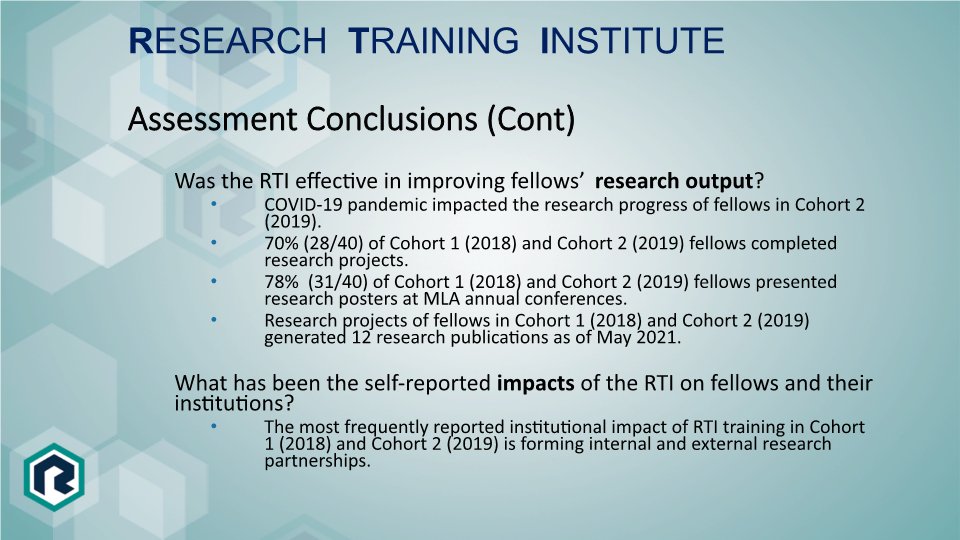 RESEARCH TRAINING INSTITUTE
Assessment Conclusions (Cont)
Was the RTI effective in improving fellows’ research output?
• COVID-19 pandemic impacted the research progress of fellows in Cohort 2
(2019).
• 70% (28/40) of Cohort 1 (2018) and Cohort 2 (2019) fellows completed
research projects.
• 78% (31/40) of Cohort 1 (2018) and Cohort 2 (2019) fellows presented
research posters at MLA annual conferences.
• Research projects of fellows in Cohort 1 (2018) and Cohort 2 (2019)
generated 12 research publications as of May 2021.
What has been the self-reported impacts of the RTI on fellows and their
institutions?
• The most frequently reported institutional impact of RTI training in Cohort
1 (2018) and Cohort 2 (2019) is forming internal and external research
partnerships.